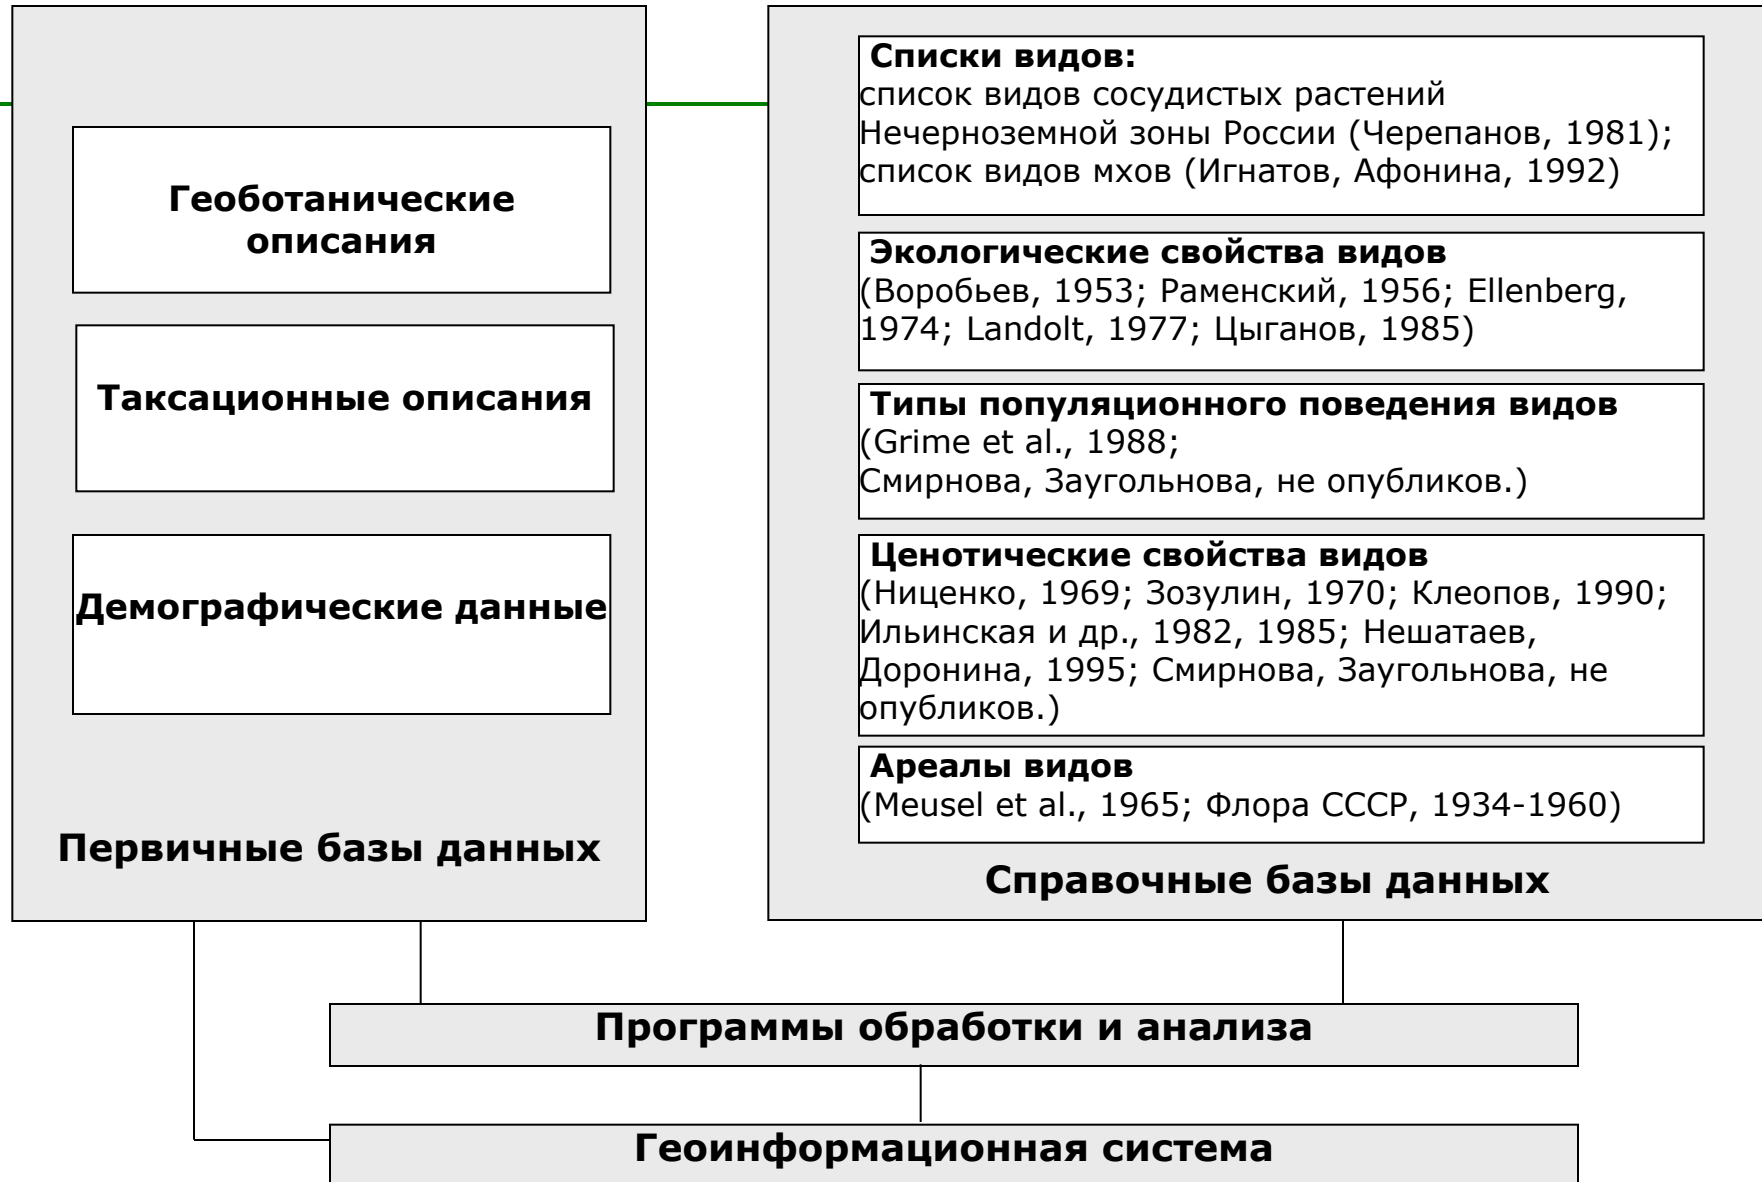 Геоботанические
описания
Таксационные описания
Демографические данные
Первичные базы данных
Списки видов:
список видов сосудистых растений
Нечерноземной зоны России (Черепанов, 1981);
список видов мхов (Игнатов, Афонина, 1992)
Экологические свойства видов
(Воробьев, 1953; Раменский, 1956; Ellenberg,
1974; Landolt, 1977; Цыганов, 1985)
Типы популяционного поведения видов
(Grime et al., 1988;
Смирнова, Заугольнова, не опубликов.)
Ценотические свойства видов
(Ниценко, 1969; Зозулин, 1970; Клеопов, 1990;
Ильинская и др., 1982, 1985; Нешатаев,
Доронина, 1995; Смирнова, Заугольнова, не
опубликов.)
Ареалы видов
(Meusel et al., 1965; Флора СССР, 1934-1960)
Справочные базы данных
Программы обработки и анализа
Геоинформационная система